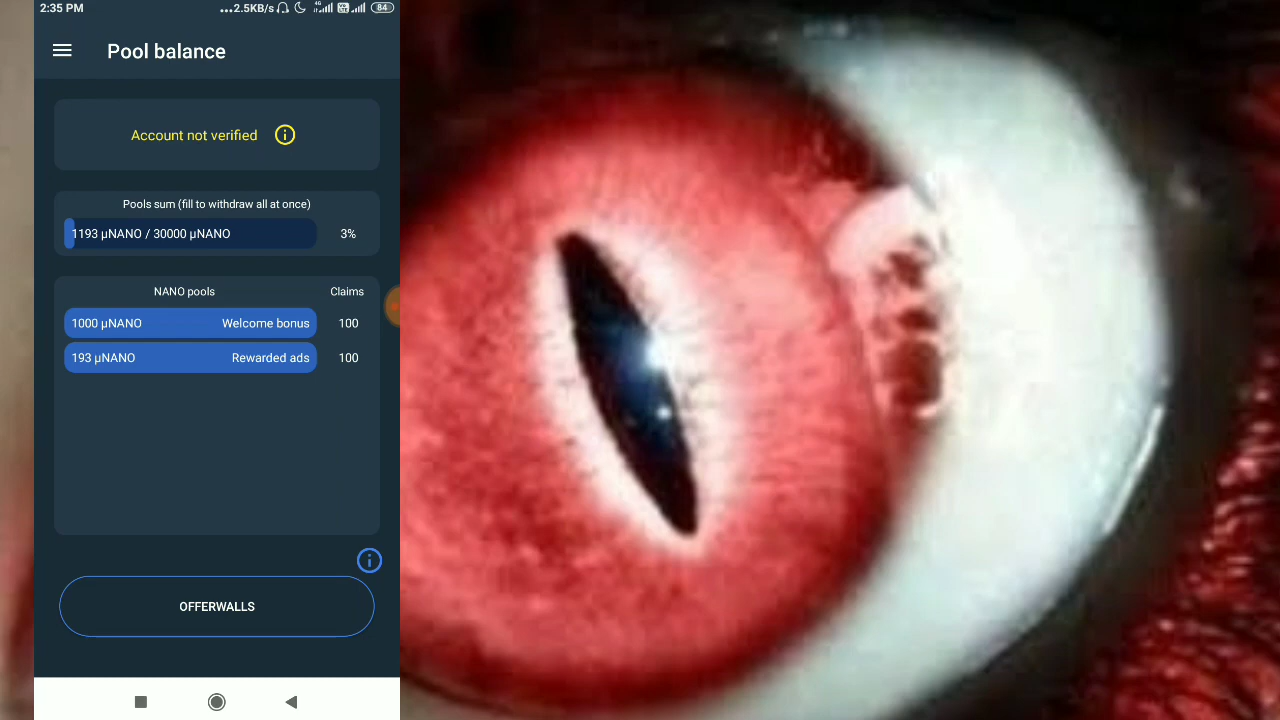 2:35 PM
...2.5KB/s 4G 84
Pool balance
Account not verified
Pools sum (fill to withdraw all at once)
1193 μNANO / 30000 μNANO 3%
NANO pools Claims
1000 μNANO Welcome bonus 100
193 μNANO Rewarded ads 100
OFFERWALLS